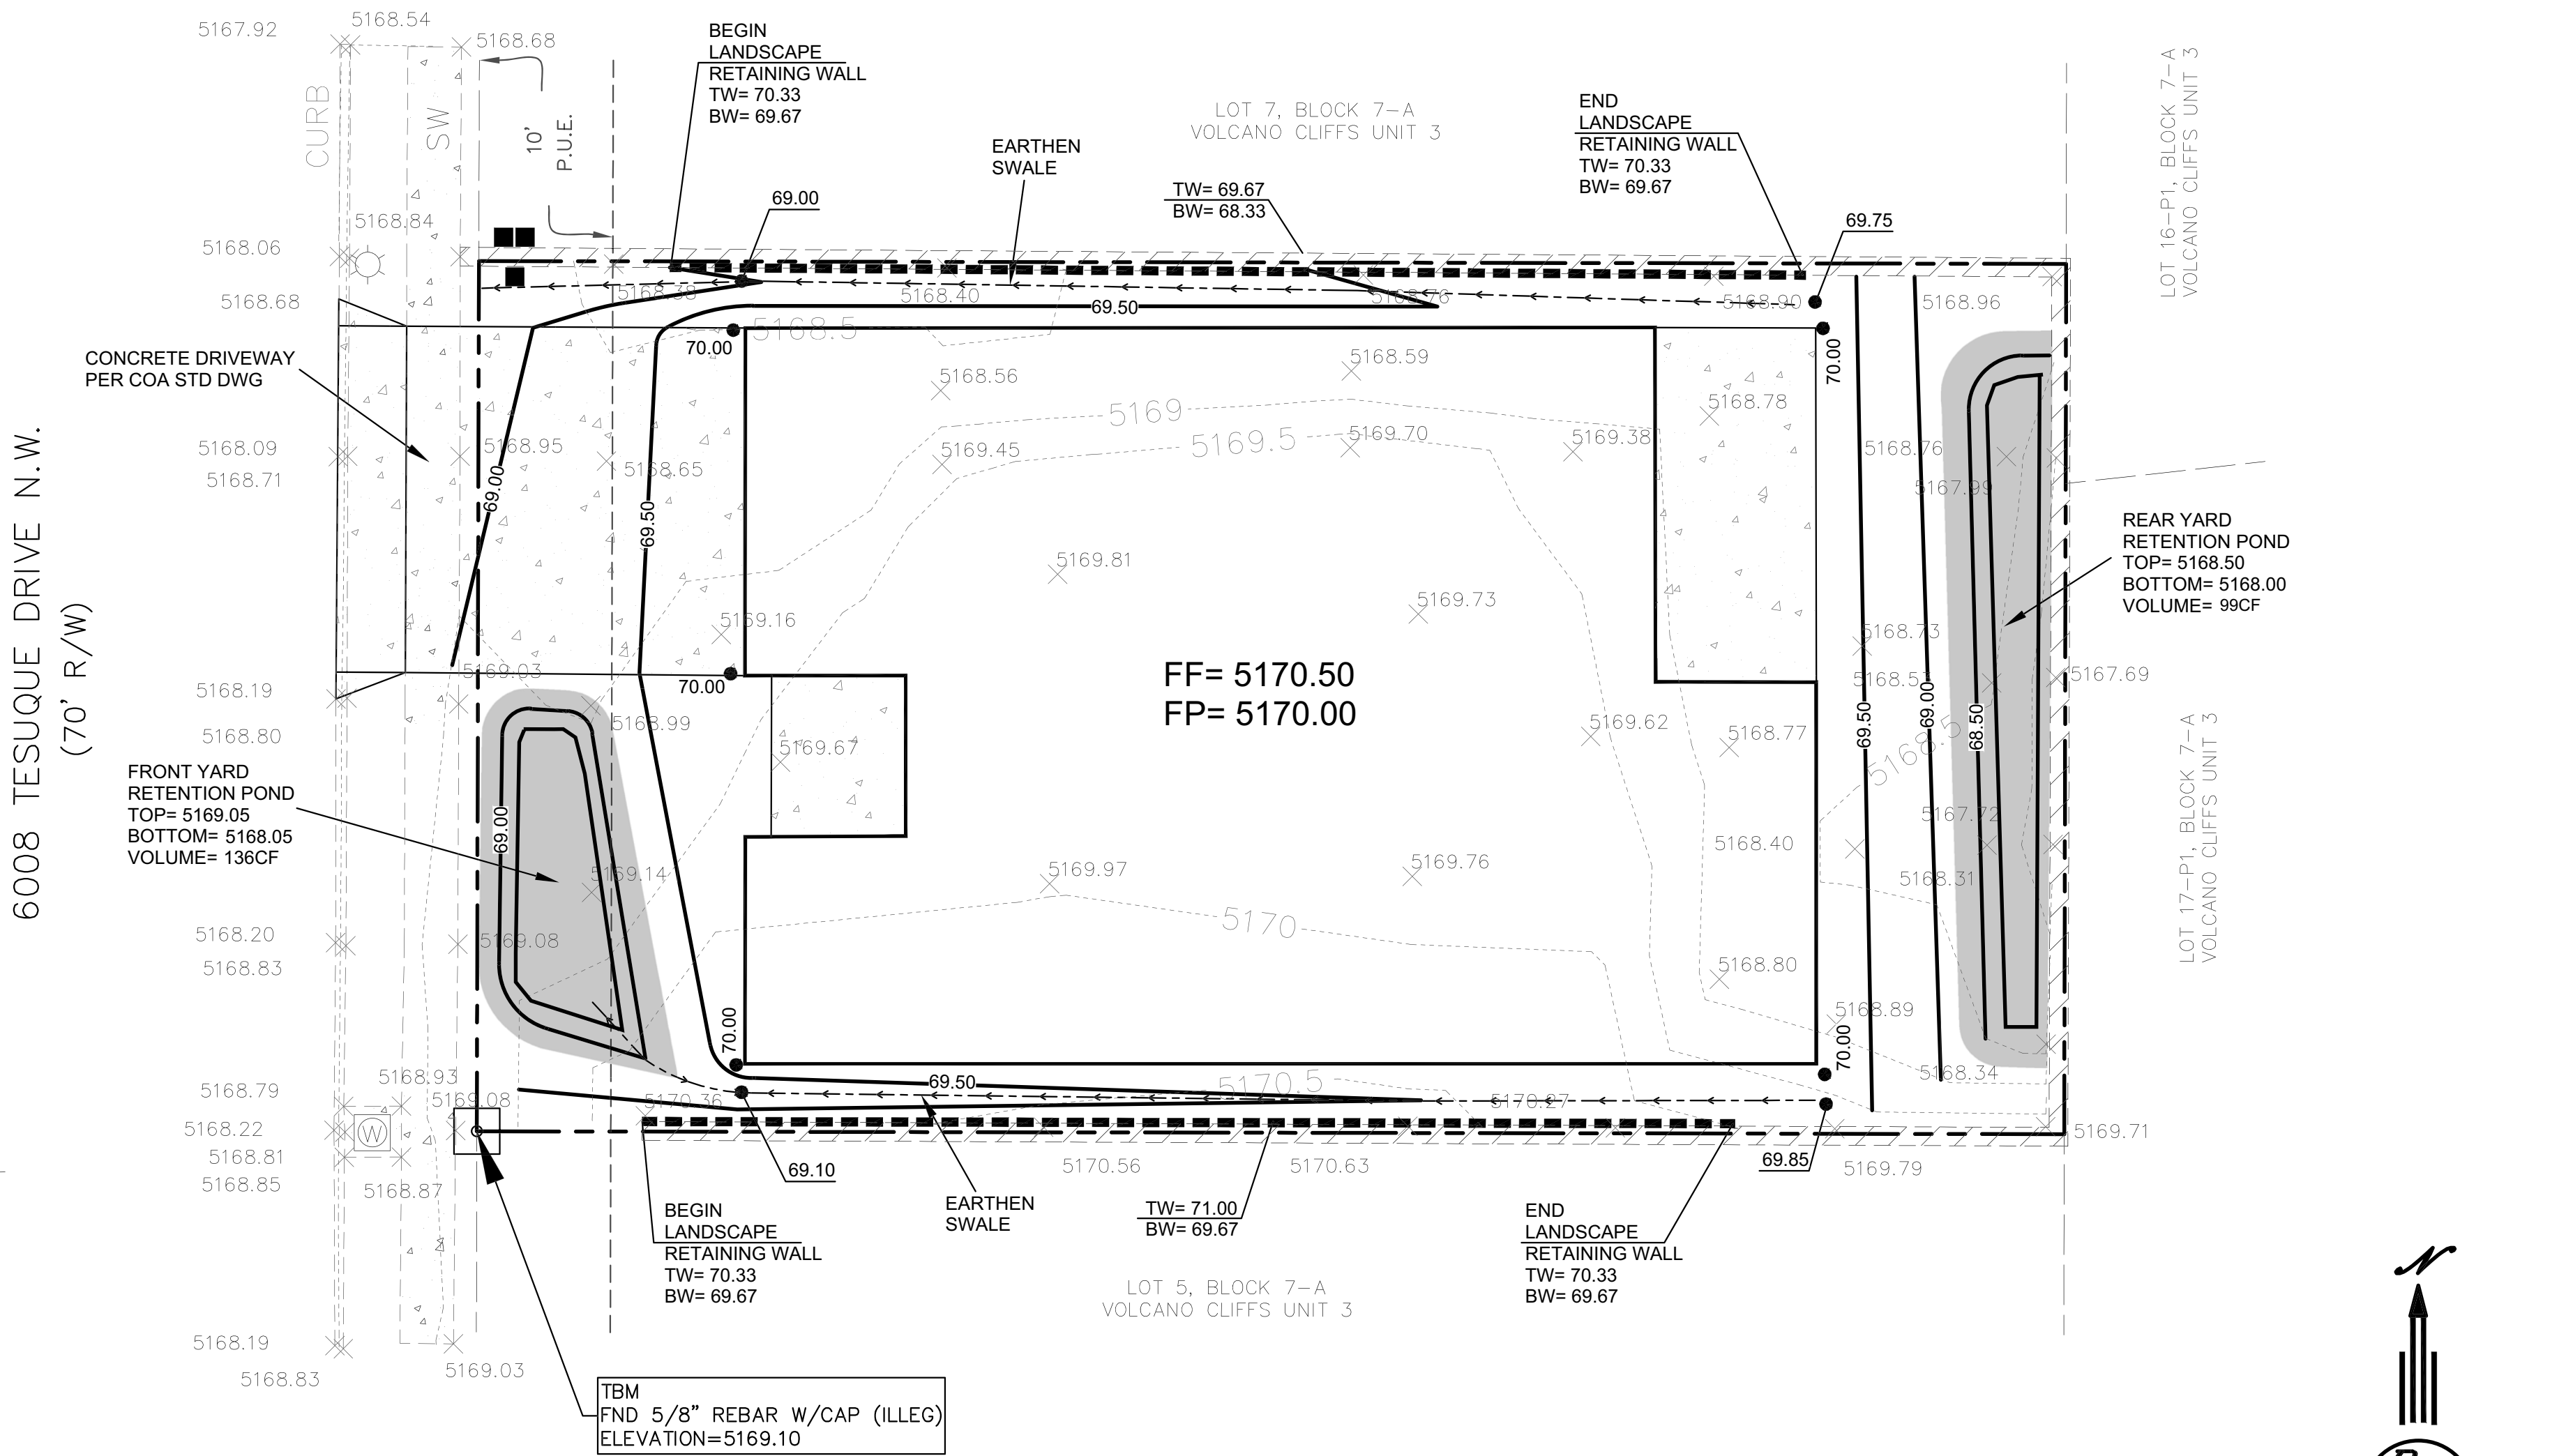 5167.92
5168.54
5168.68
CURB
SW
10'
P.U.E.
BEGIN
LANDSCAPE
RETAINING WALL
TW= 70.33
BW= 69.67
69.00
EARTHEN
SWALE
LOT 7, BLOCK 7-A
VOLCANO CLIFFS UNIT 3
TW= 69.67
BW= 68.33
END
LANDSCAPE
RETAINING WALL
TW= 70.33
BW= 69.67
69.75
LOT 16-P1, BLOCK 7-A
VOLCANO CLIFFS UNIT 3
5168.06
5168.84
5168.68
5168.38
5168.40
5168.76
5168.90
5168.96
69.50
70.00
5168.5
70.00
CONCRETE DRIVEWAY
PER COA STD DWG
5168.56
5168.59
5168.78
5169
5169.5
5169.45
5169.70
5169.38
5168.09
5168.71
5168.95
5168.65
5168.76
5167.99
69.00
69.50
6008 TESUQUE DRIVE N.W.
(70' R/W)
5169.81
5169.73
5169.16
REAR YARD
RETENTION POND
TOP= 5168.50
BOTTOM= 5168.00
VOLUME= 99CF
5168.73
5168.5
5167.69
5169.03
70.00
FF= 5170.50
FP= 5170.00
5168.19
5168.80
5168.99
5169.67
5169.62
5168.77
69.50
69.00
68.50
5168.5
LOT 17-P1, BLOCK 7-A
VOLCANO CLIFFS UNIT 3
FRONT YARD
RETENTION POND
TOP= 5169.05
BOTTOM= 5168.05
VOLUME= 136CF
69.00
5169.14
5169.97
5169.76
5168.40
5167.72
5168.31
5168.20
5168.83
5169.08
5170
5168.80
5168.89
70.00
70.00
5168.34
5168.79
5168.93
5169.08
5170.36
69.50
5170.5
5170.27
5168.22
W
5168.81
5168.85
5168.87
69.10
5170.56
5170.63
69.85
5169.79
5169.71
BEGIN
LANDSCAPE
RETAINING WALL
TW= 70.33
BW= 69.67
EARTHEN
SWALE
TW= 71.00
BW= 69.67
END
LANDSCAPE
RETAINING WALL
TW= 70.33
BW= 69.67
LOT 5, BLOCK 7-A
VOLCANO CLIFFS UNIT 3
5168.19
5168.83
5169.03
TBM
FND 5/8" REBAR W/CAP (ILLEG)
ELEVATION=5169.10
N